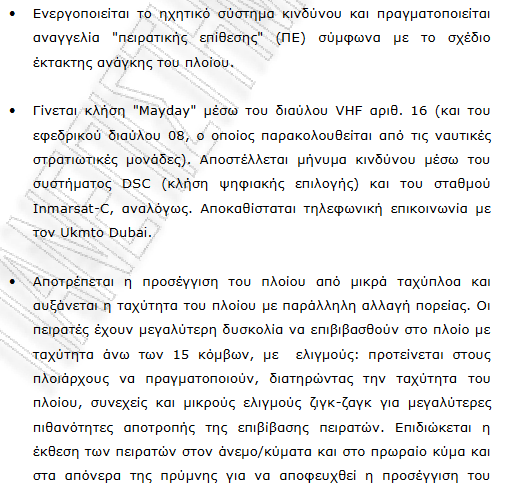 • Ενεργοποιείται το ηχητικό σύστημα κινδύνου και πραγματοποιείται
αναγγελία "πειρατικής επίθεσης" (ΠΕ) σύμφωνα με το σχέδιο
έκτακτης ανάγκης του πλοίου.
• Γίνεται κλήση "Mayday" μέσω του διαύλου VHF αριθ. 16 (και του
εφεδρικού διαύλου 08, ο οποίος παρακολουθείται από τις ναυτικές
στρατιωτικές μονάδες). Αποστέλλεται μήνυμα κινδύνου μέσω του
συστήματος DSC (κλήση ψηφιακής επιλογής) και του σταθμού
Inmarsat-C, αναλόγως. Αποκαθίσταται τηλεφωνική επικοινωνία με
τον Ukmto Dubai.
• Αποτρέπεται η προσέγγιση του πλοίου από μικρά ταχύπλοα και
αυξάνεται η ταχύτητα του πλοίου με παράλληλη αλλαγή πορείας. Οι
πειρατές έχουν μεγαλύτερη δυσκολία να επιβιβασθούν στο πλοίο με
ταχύτητα άνω των 15 κόμβων, με ελιγμούς: προτείνεται στους
πλοιάρχους να πραγματοποιούν, διατηρώντας την ταχύτητα του
πλοίου, συνεχείς και μικρούς ελιγμούς ζιγκ-ζαγκ για μεγαλύτερες
πιθανότητες αποτροπής της επιβίβασης πειρατών. Επιδιώκεται η
έκθεση των πειρατών στον άνεμο/κύματα και στο πρωραίο κύμα και
στα απόνερα της πρύμνης για να αποφευχθεί η προσέγγιση του